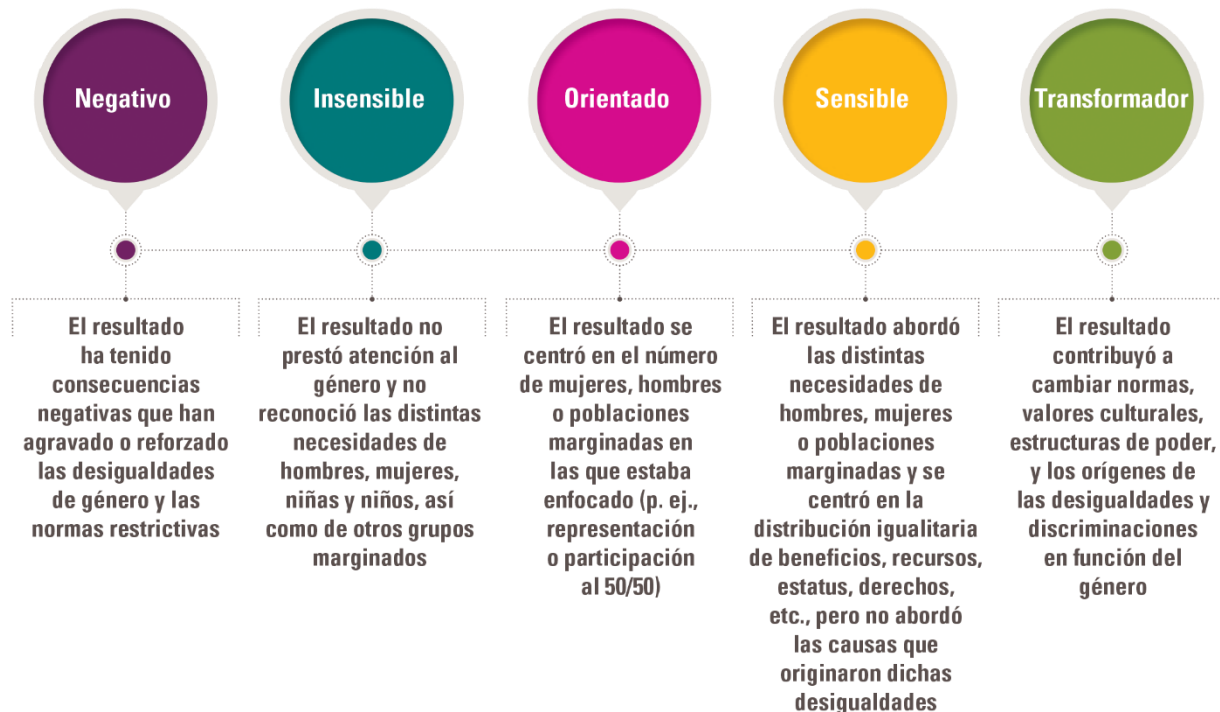 Negativo
Insensible
Orientado
Sensible
Transformador
El resultado
ha tenido
consecuencias
negativas que han
agravado o reforzado
las desigualdades
de género y las
normas restrictivas
El resultado no
prestó atención al
género y no
reconoció las distintas
necesidades de
hombres, mujeres,
niñas y niños, así
como de otros grupos
marginados
El resultado se
centró en el número
de mujeres, hombres
o poblaciones
marginadas en
las que estaba
enfocado (p. ej.,
representación
o participación
al 50/50)
El resultado abordó
las distintas
necesidades de
hombres, mujeres
o poblaciones
marginadas y se
centró en la
distribución igualitaria
de beneficios, recursos,
estatus, derechos,
etc., pero no abordó
las causas que
originaron dichas
desigualdades
El resultado
contribuyó a
cambiar normas,
valores culturales,
estructuras de poder,
y los orígenes de
las desigualdades y
discriminaciones
en función del
género